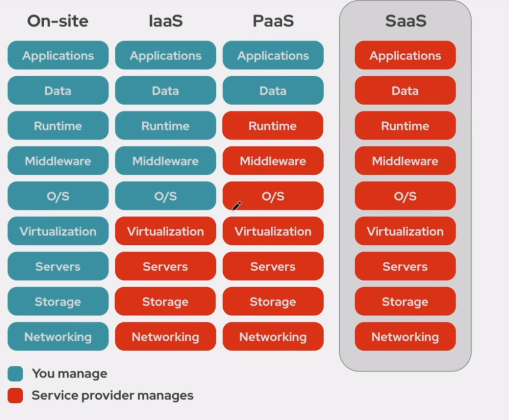 On-site IaaS PaaS SaaS
Applications Applications Applications Applications
Data Data Data Data
Runtime Runtime Runtime Runtime
Middleware Middleware Middleware Middleware
O/S O/S O/S O/S
Virtualization Virtualization Virtualization Virtualization
Servers Servers Servers Servers
Storage Storage Storage Storage
Networking Networking Networking Networking
You manage
Service provider manages